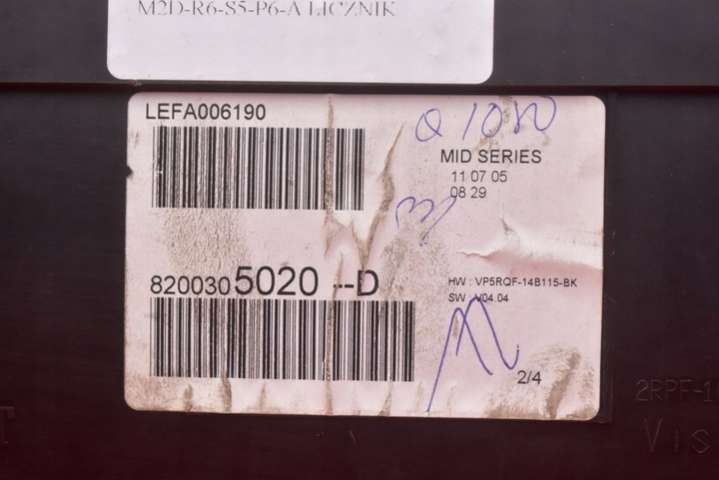 M2D-R6-S5-P6-A LICZNIK
LEFA006190
MID SERIES
11 07 05
08 29
8200305020 --D
HW : VP5RQF-14B115-BK
SW : V04.04
2/4
2RPF-1
Vis